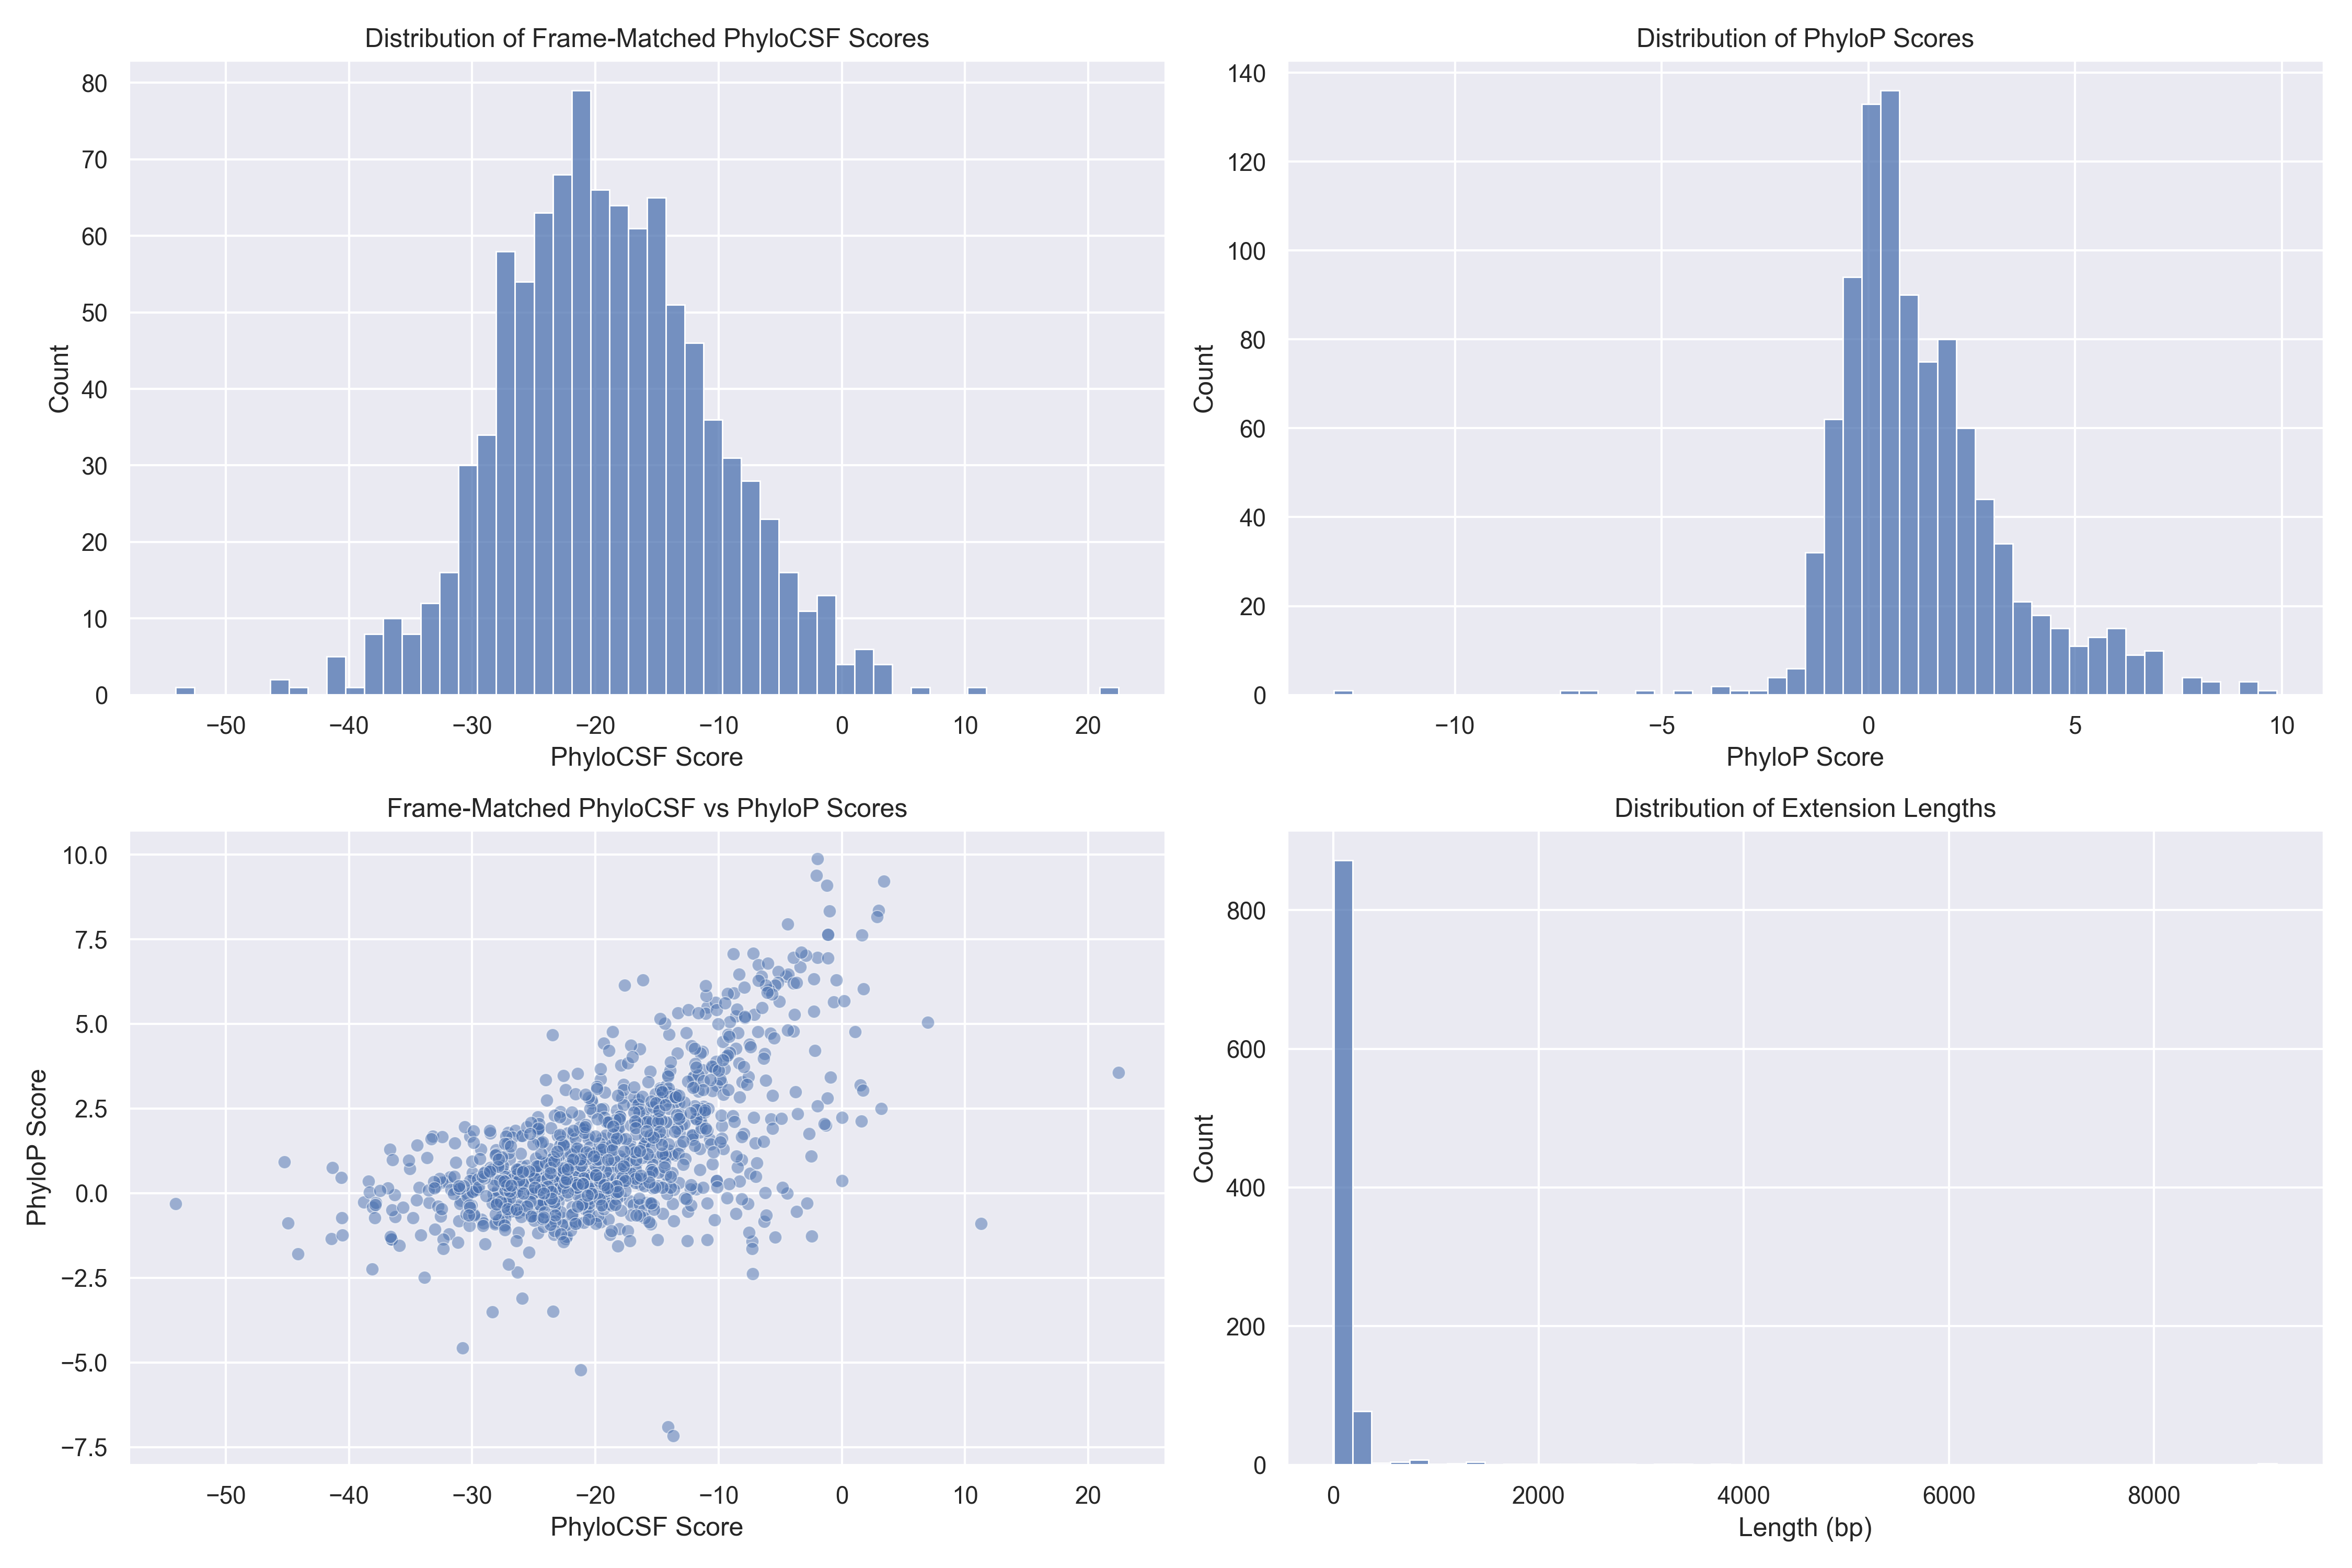 Distribution of Frame-Matched PhyloCSF Scores
80
70
60
50
40
30
20
10
0
Count
−50 −40 −30 −20 −10 0 10 20
PhyloCSF Score
Distribution of PhyloP Scores
140
120
100
80
60
40
20
0
Count
−10 −5 0 5 10
PhyloP Score
Frame-Matched PhyloCSF vs PhyloP Scores
10.0
7.5
5.0
2.5
0.0
−2.5
−5.0
−7.5
PhyloP Score
−50 −40 −30 −20 −10 0 10 20
PhyloCSF Score
Distribution of Extension Lengths
800
600
400
200
0
Count
0 2000 4000 6000 8000
Length (bp)